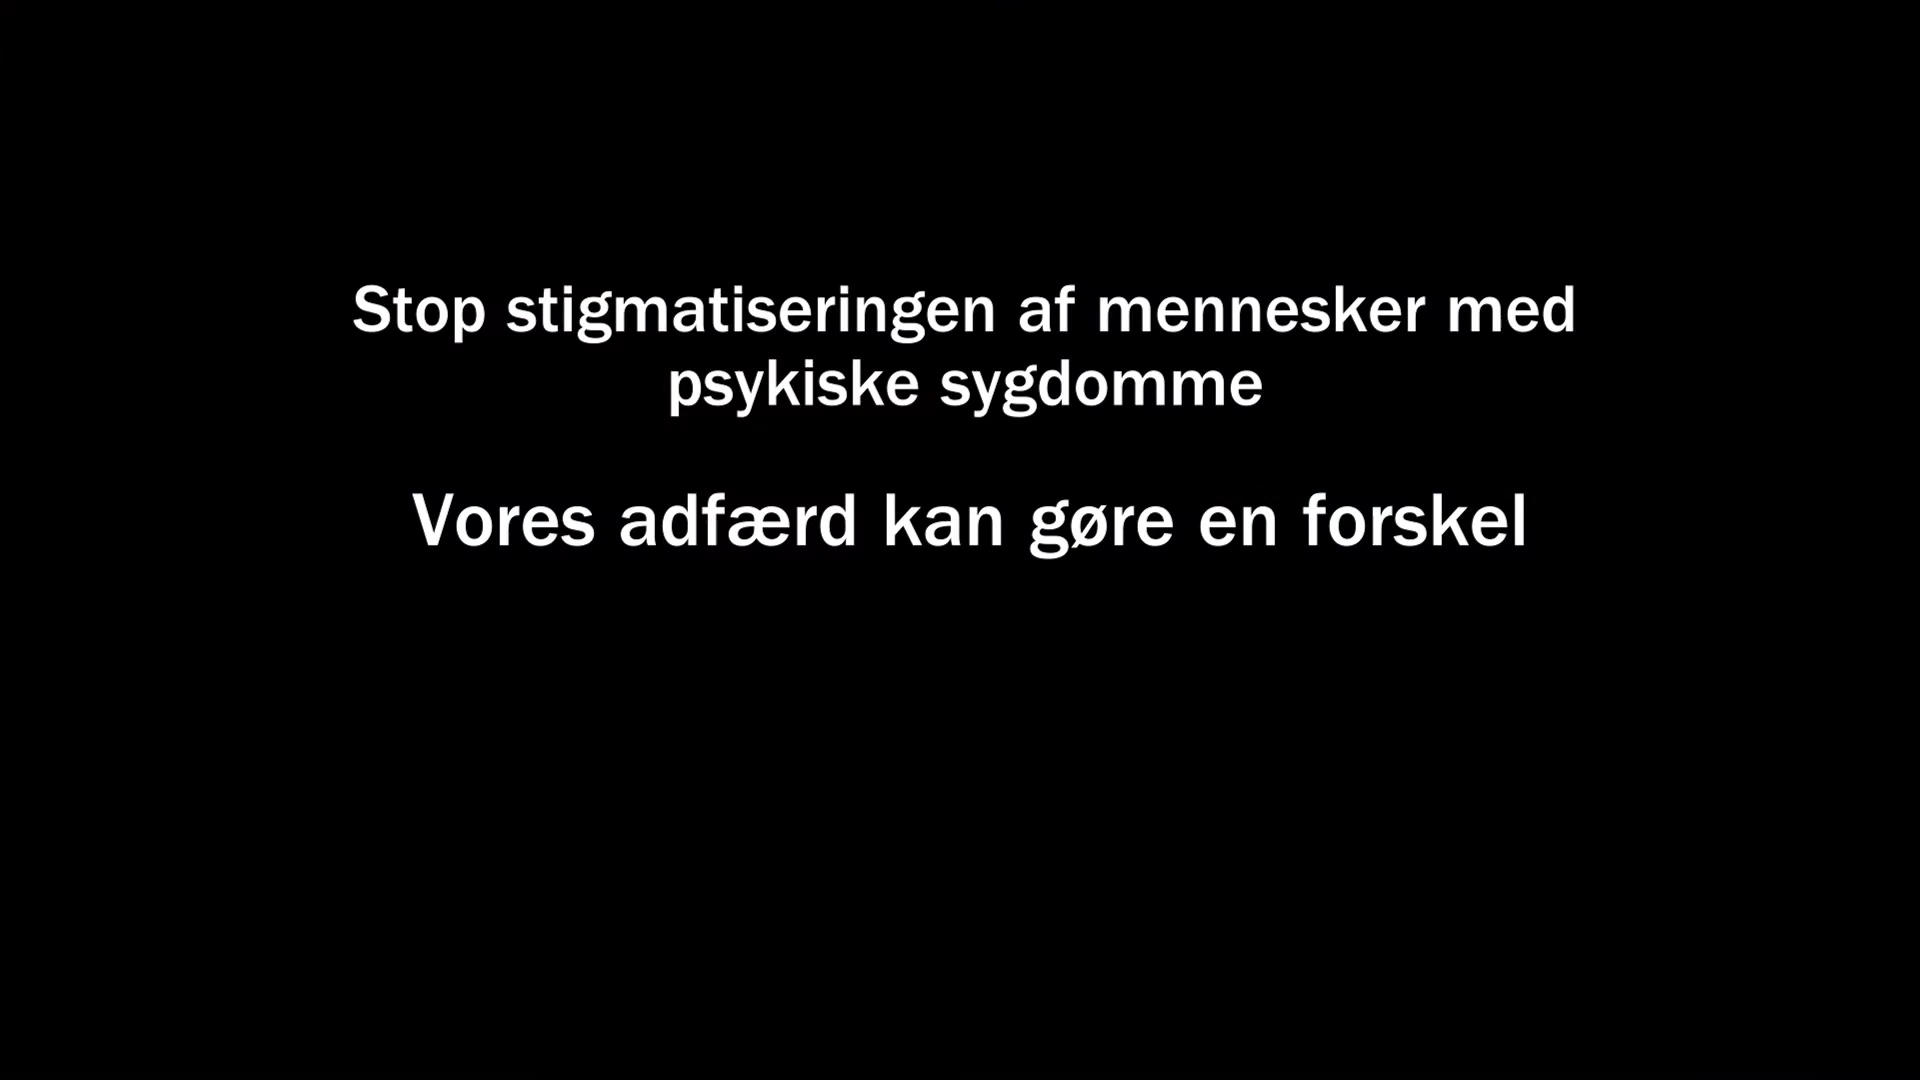 Stop stigmatiseringen af mennesker med
psykiske sygdomme
Vores adfærd kan gøre en forskel